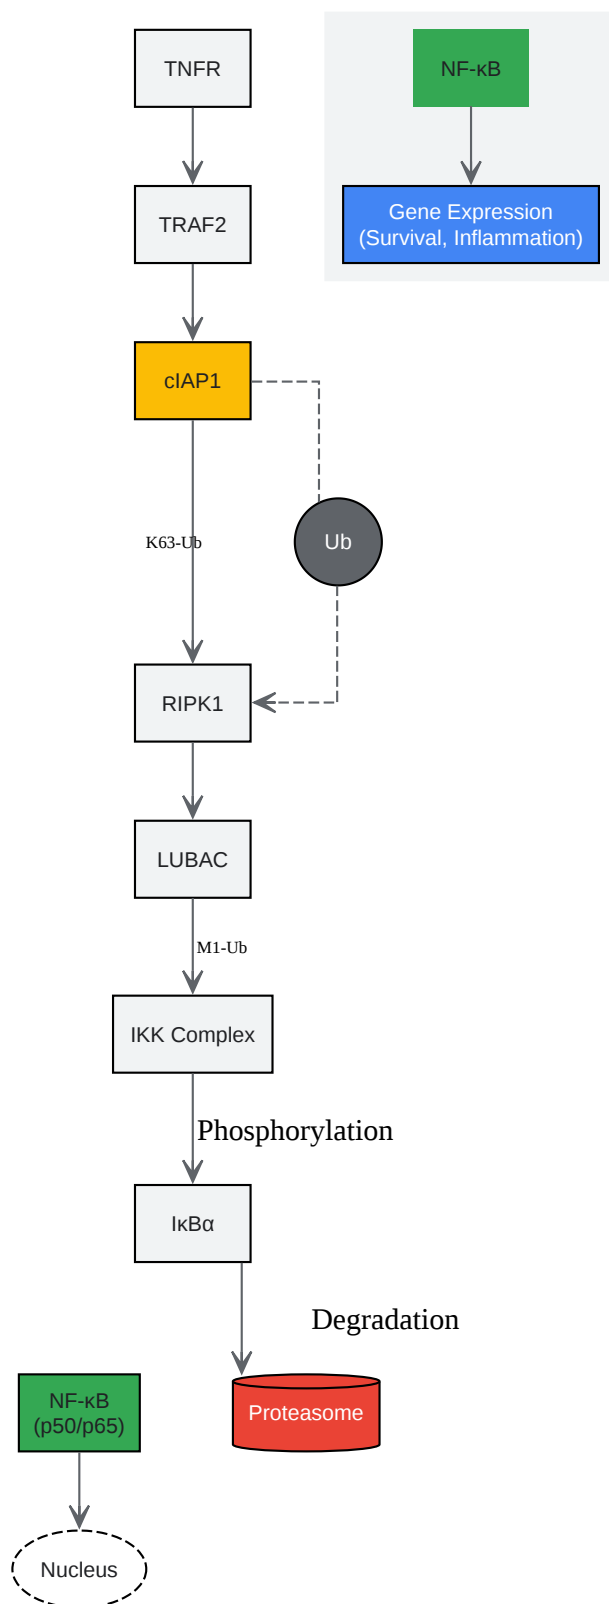 TNFR
NF-κB
TRAF2
Gene Expression
(Survival, Inflammation)
cIAP1
K63-Ub
Ub
RIPK1
LUBAC
M1-Ub
IKK Complex
Phosphorylation
IκBα
Degradation
NF-κB
(p50/p65)
Proteasome
Nucleus